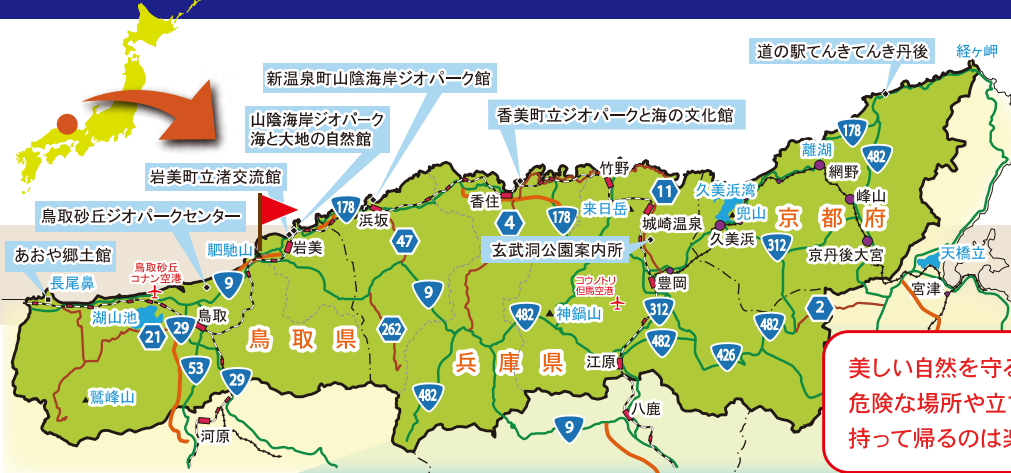 道の駅てんきてんき丹後
経ヶ岬
新温泉町山陰海岸ジオパーク館
山陰海岸ジオパーク
海と大地の自然館
香美町立ジオパークと海の文化館
岩美町立渚交流館
鳥取砂丘ジオパークセンター
あおや郷土館
玄武洞公園案内所
178
482
離湖
網野
竹野
11
久美浜湾
兜山
峰山
香住
来日岳
城崎温泉
京都府
178
浜坂
4
178
久美浜
312
京丹後大宮
駟馳山
岩美
47
天橋立
長尾鼻
鳥取砂丘
コナン空港
9
9
コウノトリ
但馬空港
豊岡
宮津
湖山池
鳥取
21
29
262
482
神鍋山
312
482
482
2
鳥取県
兵庫県
江原
426
53
29
482
鷲峰山
八鹿
9
河原
美しい自然を守る
危険な場所や立
持って帰るのは